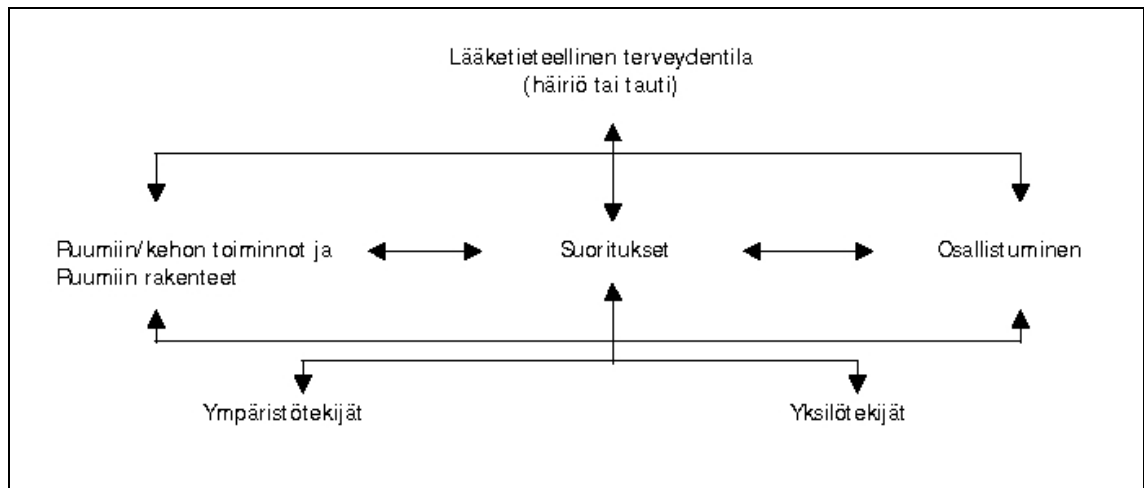 Lääketieteellinen terveydentila
(häiriö tai tauti)
Ruumiin/kehon toiminnot ja
Ruumiin rakenteet
Suoritukset
Osallistuminen
Ympäristötekijät
Yksilötekijät